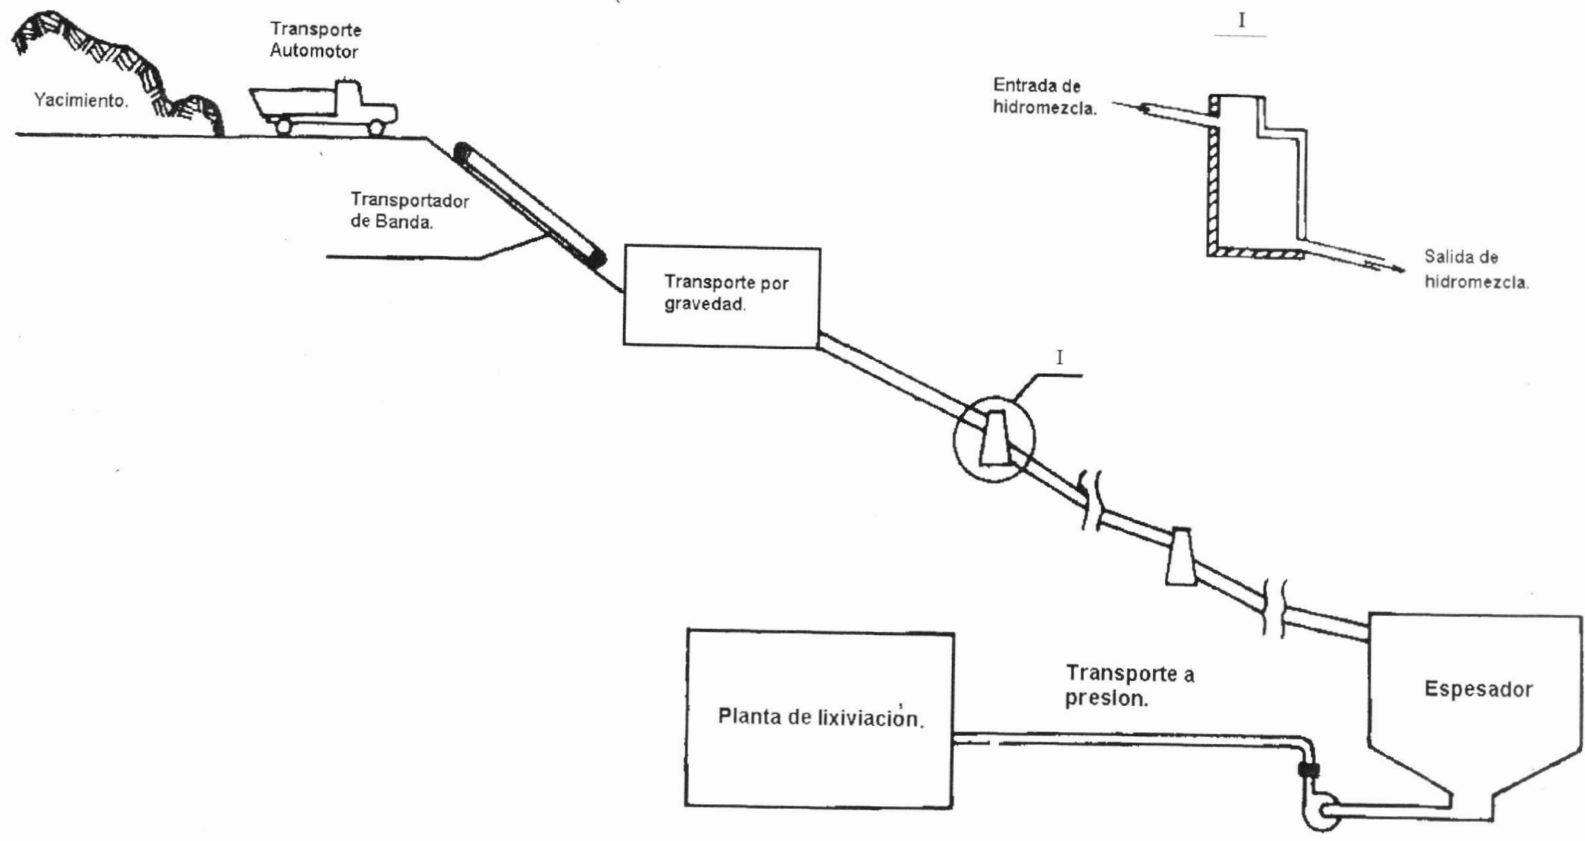 Transporte
Automotor
Yacimiento.
Transportador
de Banda.
Transporte por
gravedad.
I
I
Entrada de
hidromezcla.
Salida de
hidromezcla.
Planta de lixiviación.
Transporte a
presion.
Espesador